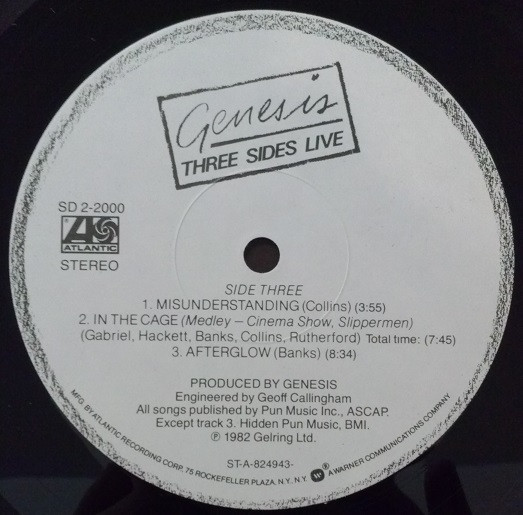 Genesis
THREE SIDES LIVE
SD 2-2000
ATLANTIC
STEREO
SIDE THREE
1. MISUNDERSTANDING (Collins) (3:55)
2. IN THE CAGE (Medley – Cinema Show, Slippermen)
(Gabriel, Hackett, Banks, Collins, Rutherford) Total time: (7:45)
3. AFTERGLOW (Banks) (8:34)
PRODUCED BY GENESIS
Engineered by Geoff Callingham
All songs published by Pun Music Inc., ASCAP.
Except track 3. Hidden Pun Music, BMI.
℗ 1982 Gelring Ltd.
ST-A-824943-
MFG. BY ATLANTIC RECORDING CORP. 75 ROCKEFELLER PLAZA, N.Y. N.Y. A WARNER COMMUNICATIONS COMPANY